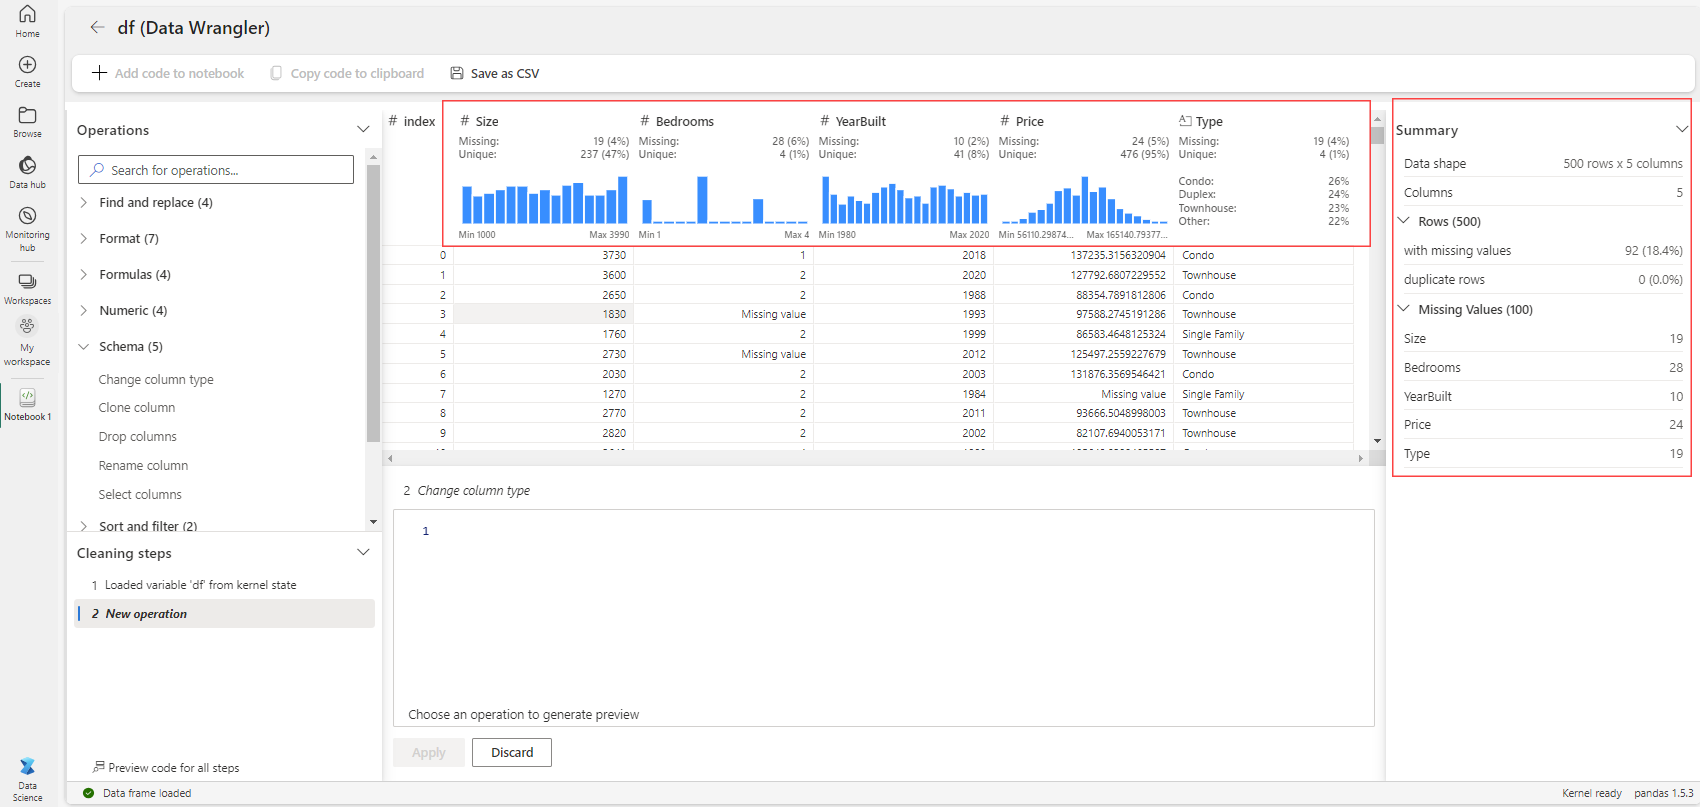 Home
Create
Browse
Data hub
Monitoring
hub
Workspaces
My
workspace
Notebook 1
Data
Science
df (Data Wrangler)
Add code to notebook
Copy code to clipboard
Save as CSV
Operations
Search for operations...
Find and replace (4)
Format (7)
Formulas (4)
Numeric (4)
Schema (5)
Change column type
Clone column
Drop columns
Rename column
Select columns
Sort and filter (2)
Cleaning steps
1 Loaded variable 'df' from kernel state
2 New operation
Preview code for all steps
# index # Size # Bedrooms # YearBuilt # Price Type
Missing: 19 (4%) Missing: 28 (6%) Missing: 10 (2%) Missing: 24 (5%) Missing: 19 (4%)
Unique: 237 (47%) Unique: 4 (1%) Unique: 41 (8%) Unique: 476 (95%) Unique: 4 (1%)
Condo: 26%
Duplex: 24%
Townhouse: 23%
Other: 22%
Min 1000 Max 3990 Min 1 Max 4 Min 1980 Max 2020 Min 56110.29874... Max 165140.79377...
0 3730 1 2018 137235.3156320904 Condo
1 3600 2 2020 127792.6807229552 Townhouse
2 2650 2 1988 88354.7891812806 Condo
3 1830 Missing value 1993 97588.2745191286 Townhouse
4 1760 2 1999 86583.4648125324 Single Family
5 2730 Missing value 2012 125497.2559227679 Townhouse
6 2030 2 2003 131876.3569546421 Condo
7 1270 2 1984 Missing value Single Family
8 2770 2 2011 93666.5048998003 Townhouse
9 2820 2 2002 82107.6940053171 Townhouse
2 Change column type
1
Choose an operation to generate preview
Apply
Discard
Summary
Data shape 500 rows x 5 columns
Columns 5
Rows (500)
with missing values 92 (18.4%)
duplicate rows 0 (0.0%)
Missing Values (100)
Size 19
Bedrooms 28
YearBuilt 10
Price 24
Type 19
Data frame loaded
Kernel ready pandas 1.5.3